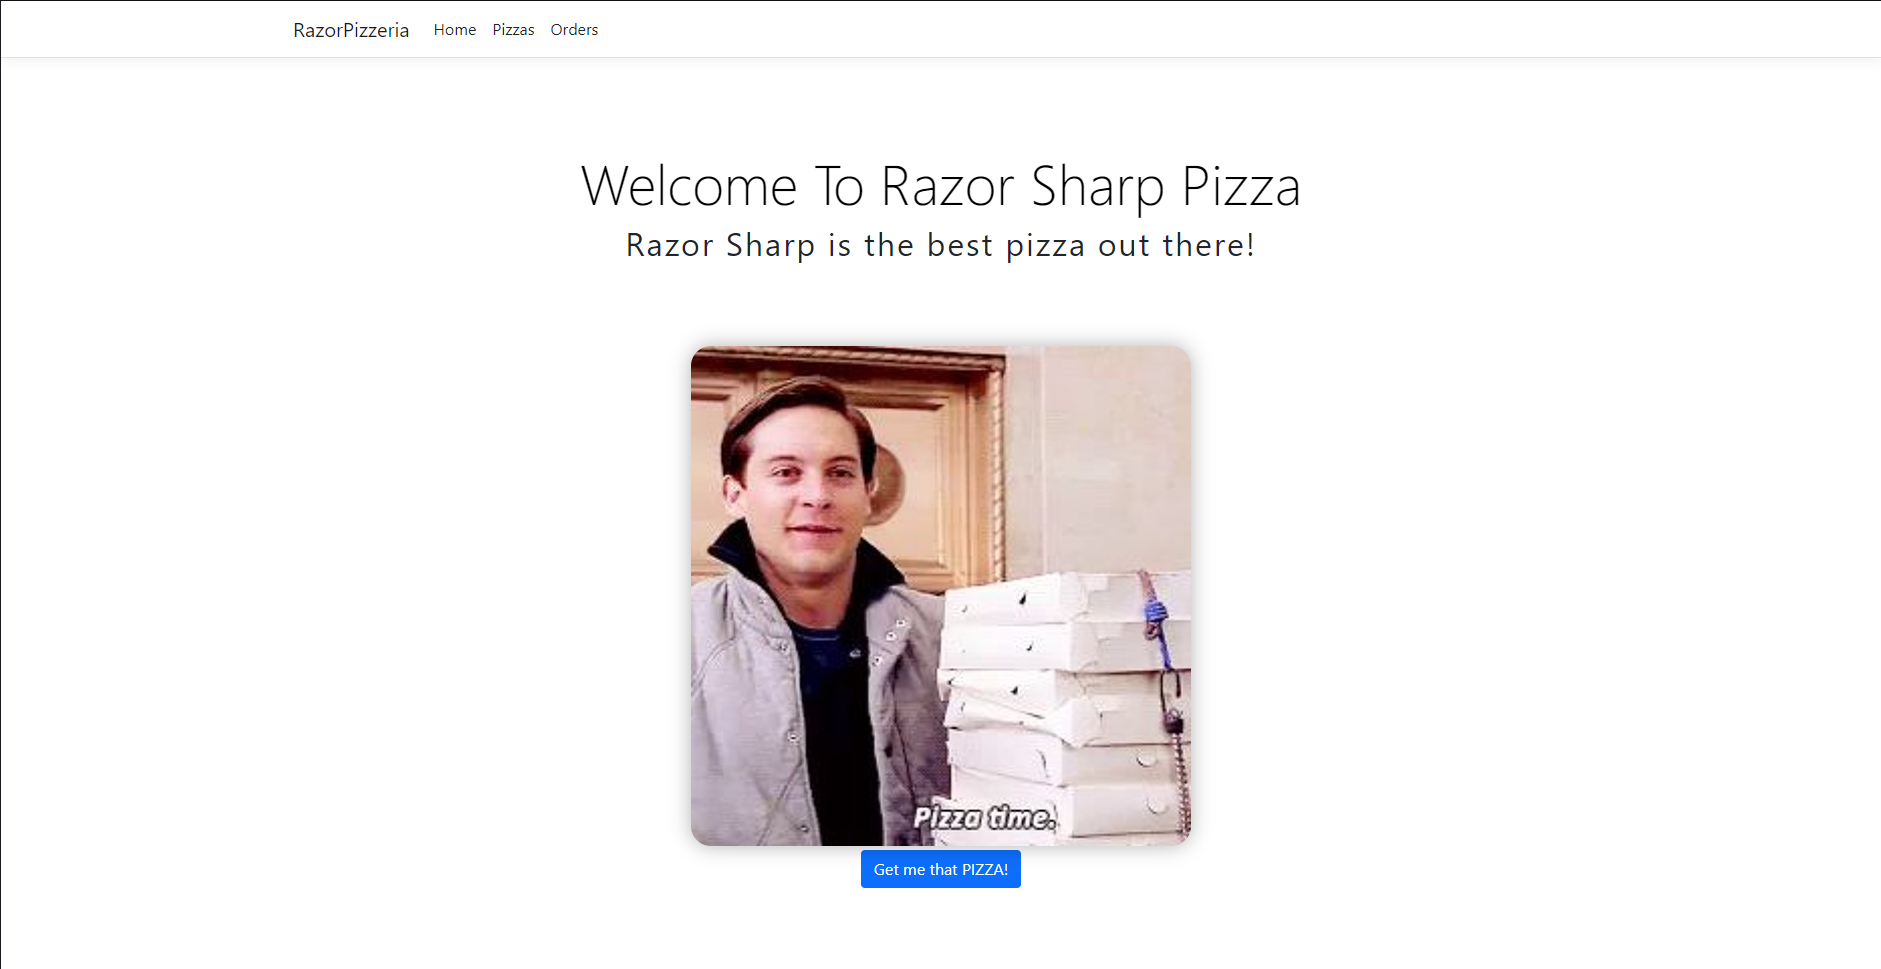 RazorPizzeria Home Pizzas Orders
Welcome To Razor Sharp Pizza
Razor Sharp is the best pizza out there!
Pizza time.
Get me that PIZZA!